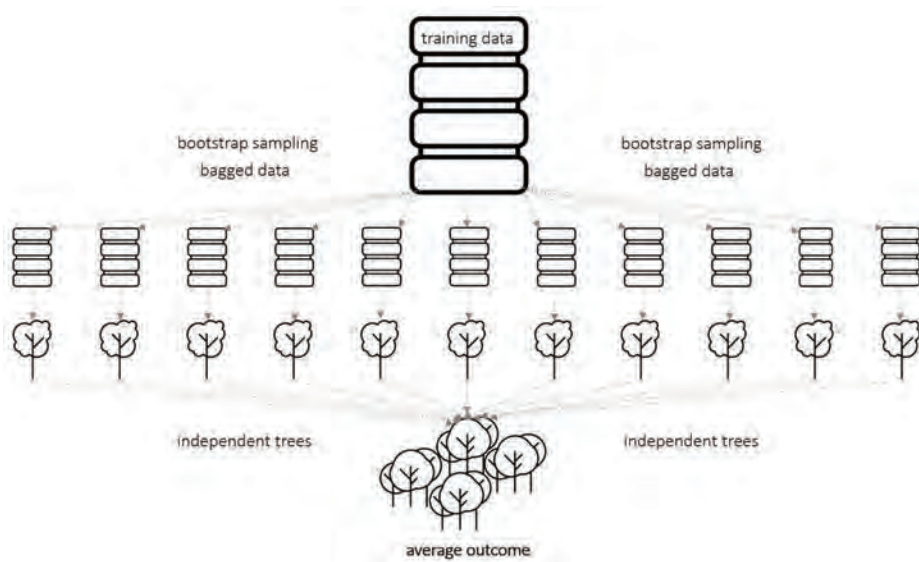 training data
bootstrap sampling
bagged data
bootstrap sampling
bagged data
independent trees
independent trees
average outcome